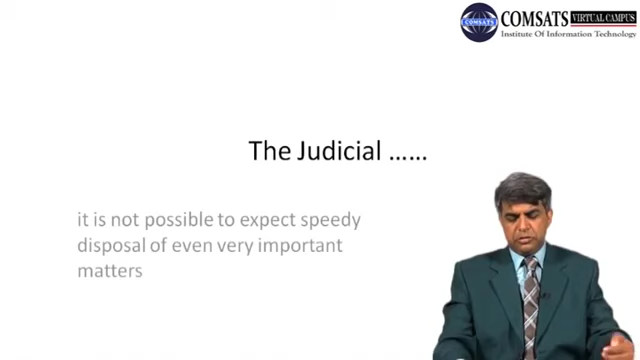 COMSATS
COMSATS VIRTUAL CAMPUS
Institute Of Information Technology
The Judicial ……
it is not possible to expect speedy
disposal of even very important
matters